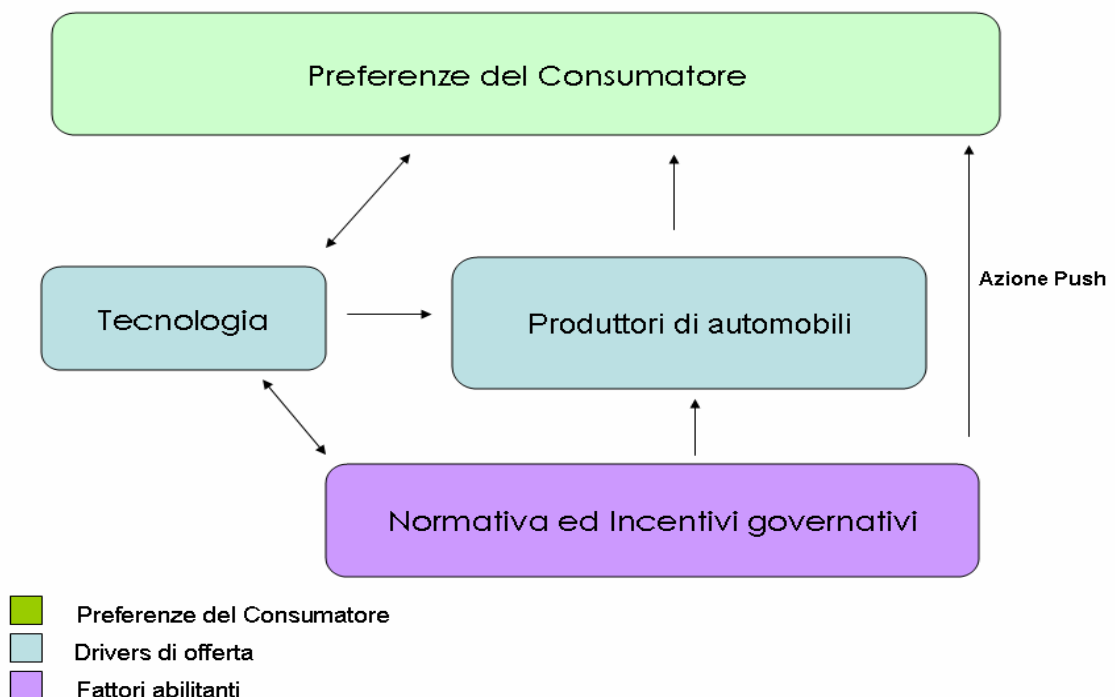 Preferenze del Consumatore
Azione Push
Tecnologia
Produttori di automobili
Normativa ed Incentivi governativi
Preferenze del Consumatore
Drivers di offerta
Fattori abilitanti